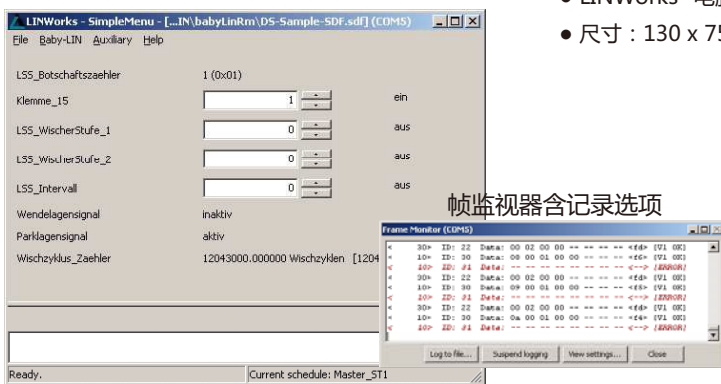 LINWorks - SimpleMenu - [...IN\babyLinRm\DS-Sample-SDF.sdf] (COM5)
File Baby-LIN Auxiliary Help
● 尺寸：130 x 75
LSS_Botschaftszaehler 1 (0x01)
Klemme_15 1 ein
LSS_WischerStufe_1 0 aus
LSS_WischerStufe_2 0 aus
LSS_Intervall 0 aus
Wendelagensignal inaktiv
Parklagensignal aktiv
Wischzyklus_Zaehler 12043000.000000 Wischzyklen [1204
帧监视器含记录选项
Frame Monitor (COM5)
< 30> ID: 22 Data: 00 02 00 00 -- -- -- -- <fd> [V1 OK]
< 10> ID: 30 Data: 08 00 01 00 00 -- -- -- <f6> [V1 OK]
< 10> ID: 31 Data: -- -- -- -- -- -- -- -- <--> [ERROR]
< 30> ID: 22 Data: 00 02 00 00 -- -- -- -- <fd> [V1 OK]
< 10> ID: 30 Data: 09 00 01 00 00 -- -- -- <f5> [V1 OK]
< 10> ID: 31 Data: -- -- -- -- -- -- -- -- <--> [ERROR]
< 30> ID: 22 Data: 00 02 00 00 -- -- -- -- <fd> [V1 OK]
< 10> ID: 30 Data: 0a 00 01 00 00 -- -- -- <f4> [V1 OK]
< 10> ID: 31 Data: -- -- -- -- -- -- -- -- <--> [ERROR]
Log to file... Suspend logging View settings... Close
Ready. Current schedule: Master_ST1